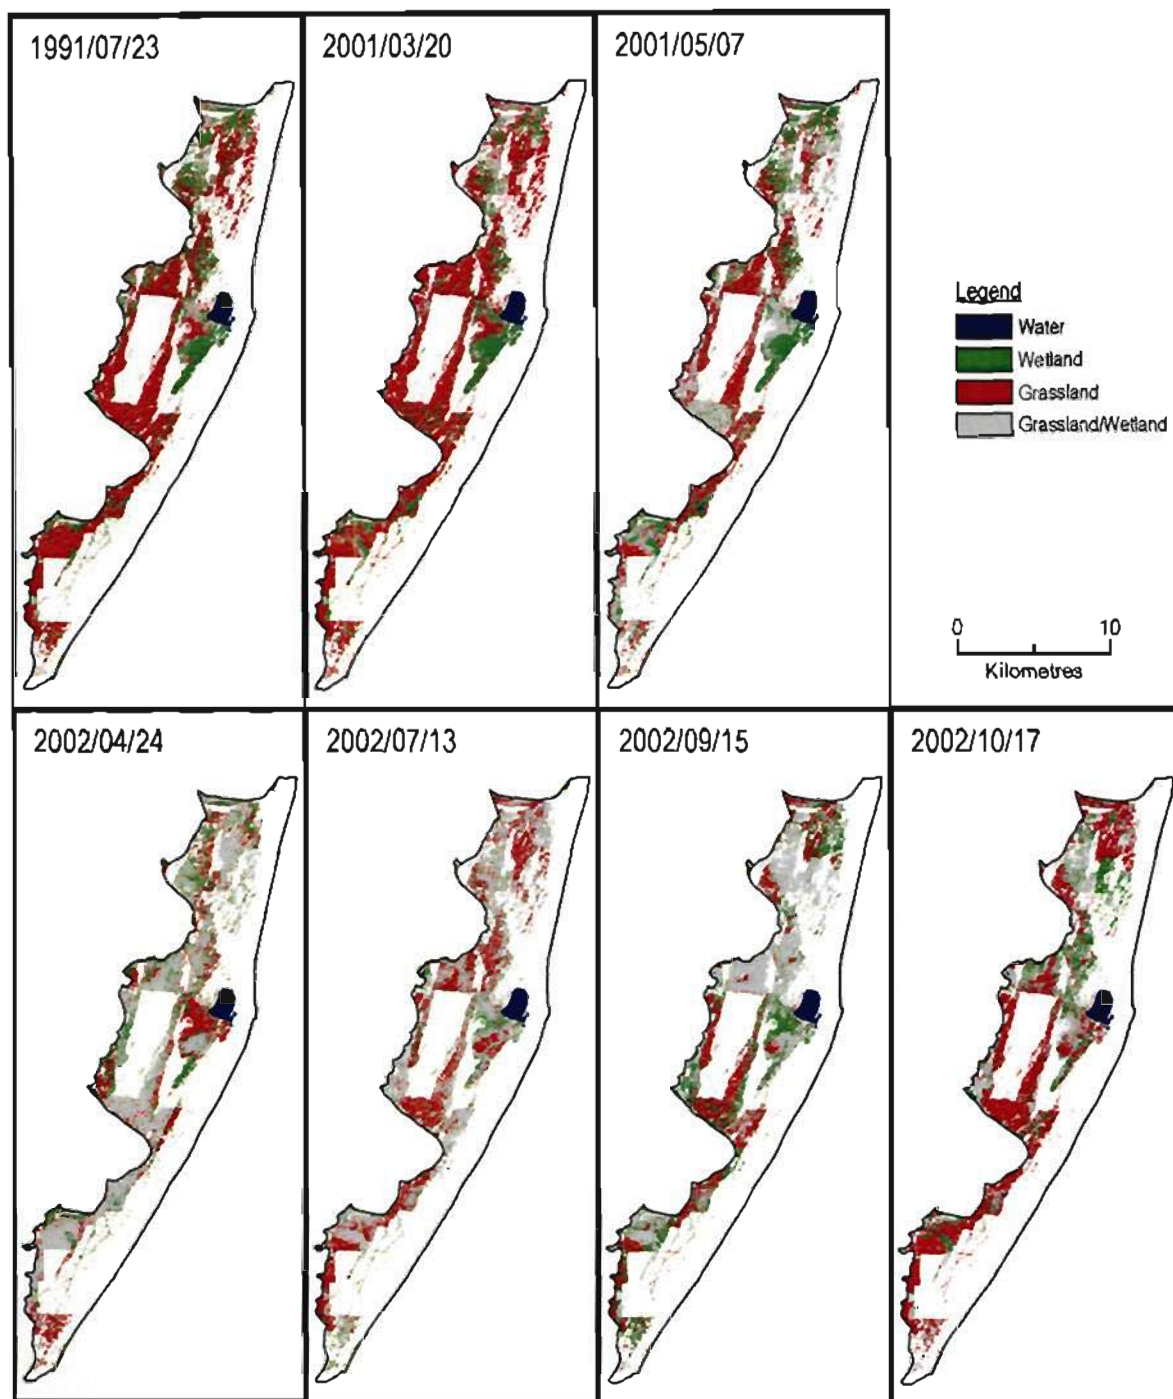 1991/07/23
2001/03/20
2001/05/07
Legend
Water
Wetland
Grassland
Grassland/Wetland
0 10
Kilometres
2002/04/24
2002/07/13
2002/09/15
2002/10/17